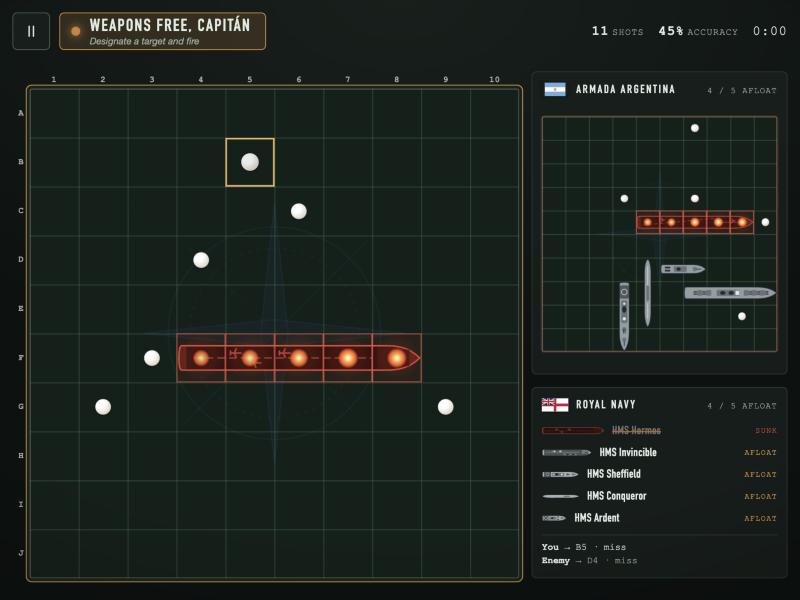 WEAPONS FREE, CAPITÁN
Designate a target and fire
11 SHOTS 45% ACCURACY 0:00
1 2 3 4 5 6 7 8 9 10
A
B
C
D
E
F
G
H
I
J
ARMADA ARGENTINA 4 / 5 AFLOAT
ROYAL NAVY 4 / 5 AFLOAT
HMS Hermes SUNK
HMS Invincible AFLOAT
HMS Sheffield AFLOAT
HMS Conqueror AFLOAT
HMS Ardent AFLOAT
You → B5 · miss
Enemy → D4 · miss